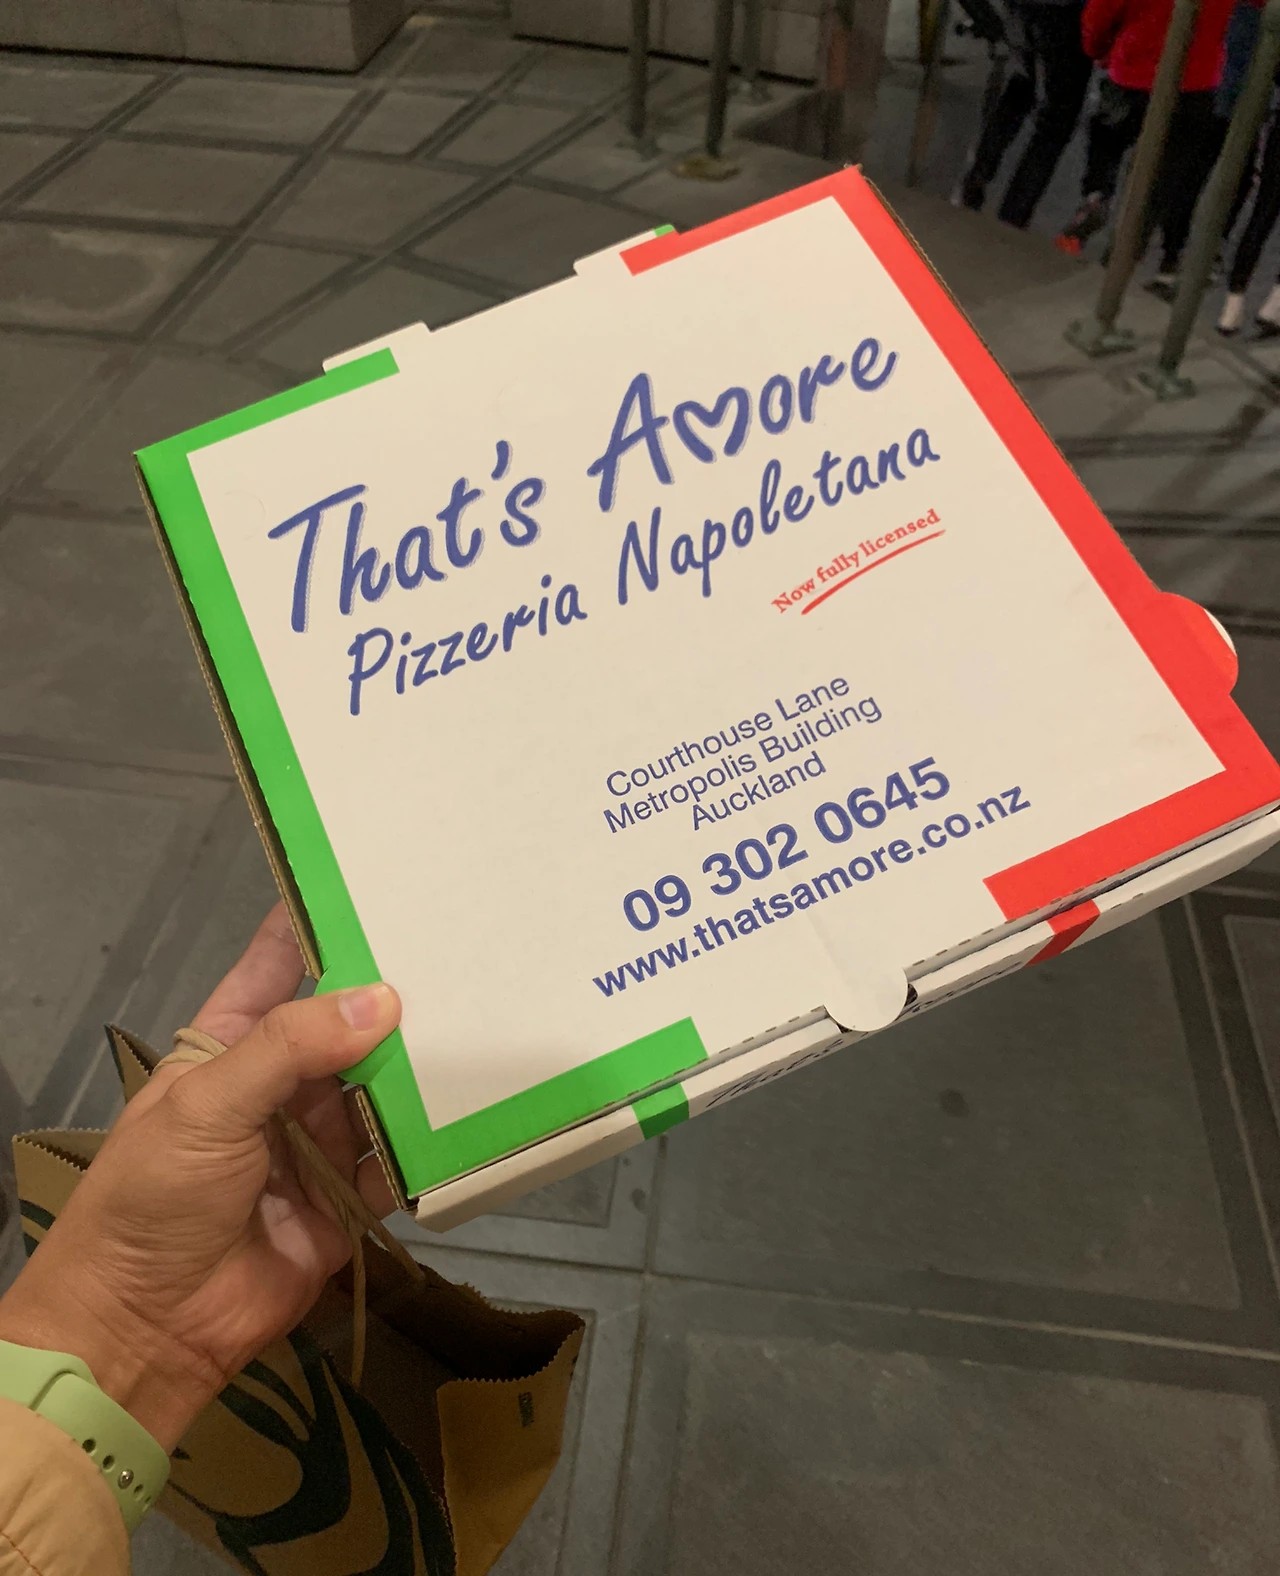 That's Amore
Pizzeria Napoletana
Now fully licensed
Courthouse Lane
Metropolis Building
Auckland
09 302 0645
www.thatsamore.co.nz